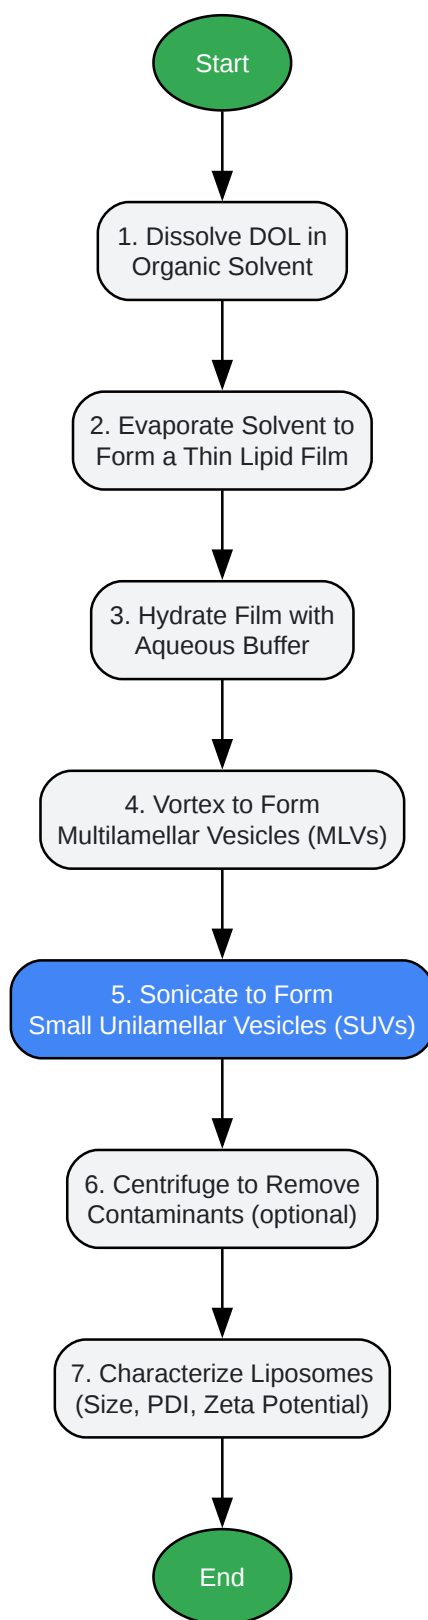 Start
1. Dissolve DOL in
Organic Solvent
2. Evaporate Solvent to
Form a Thin Lipid Film
3. Hydrate Film with
Aqueous Buffer
4. Vortex to Form
Multilamellar Vesicles (MLVs)
5. Sonicate to Form
Small Unilamellar Vesicles (SUVs)
6. Centrifuge to Remove
Contaminants (optional)
7. Characterize Liposomes
(Size, PDI, Zeta Potential)
End